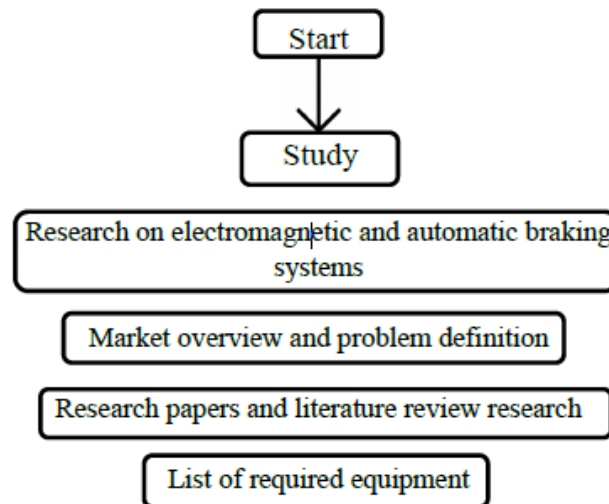 Start
Study
Research on electromagnetic and automatic braking
systems
Market overview and problem definition
Research papers and literature review research
List of required equipment